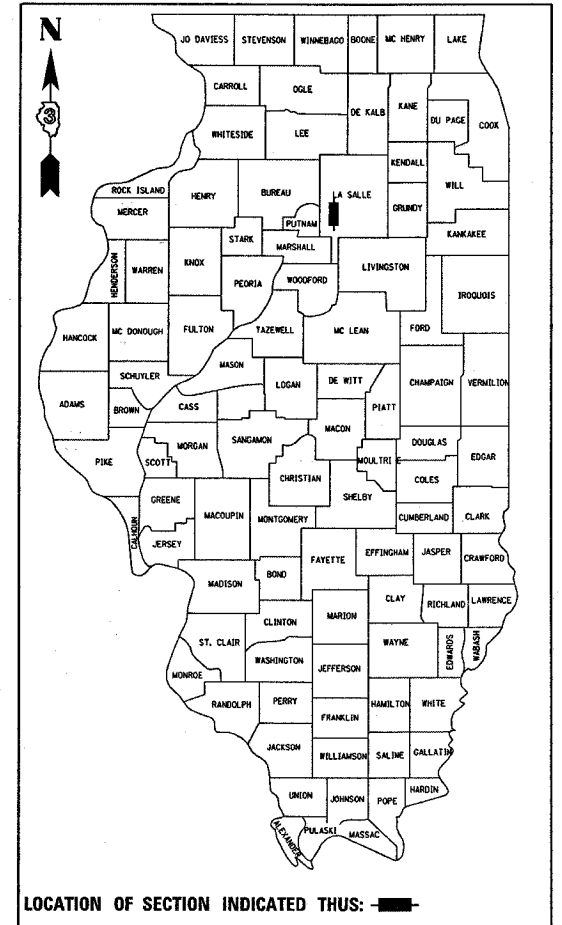 N
3
JO DAVIESS STEVENSON WINNEBAGO BOONE MC HENRY LAKE
CARROLL OGLE DE KALB KANE DU PAGE COOK
WHITESIDE LEE KENDALL WILL
ROCK ISLAND HENRY BUREAU LA SALLE GRUNDY
MERCER PUTNAM KANKAKEE
HENDERSON WARREN KNOX STARK MARSHALL LIVINGSTON
PEORIA WOODFORD IROQUOIS
HANCOCK MC DONOUGH FULTON TAZEWELL MC LEAN FORD
SCHUYLER MASON LOGAN DE WITT CHAMPAIGN VERMILION
ADAMS BROWN CASS PIATT
MORGAN SANGAMON MACON DOUGLAS
PIKE SCOTT CHRISTIAN MOULTRIE COLES EDGAR
GREENE MACOUPIN SHELBY
CALHOUN JERSEY MONTGOMERY CUMBERLAND CLARK
FAYETTE EFFINGHAM JASPER CRAWFORD
MADISON BOND CLAY RICHLAND LAWRENCE
CLINTON MARION
ST. CLAIR WAYNE EDWARDS WABASH
WASHINGTON JEFFERSON
MONROE
RANDOLPH PERRY HAMILTON WHITE
FRANKLIN
JACKSON WILLIAMSON SALINE GALLATIN
UNION JOHNSON POPE HARDIN
ALEXANDER PULASKI MASSAC
LOCATION OF SECTION INDICATED THUS: